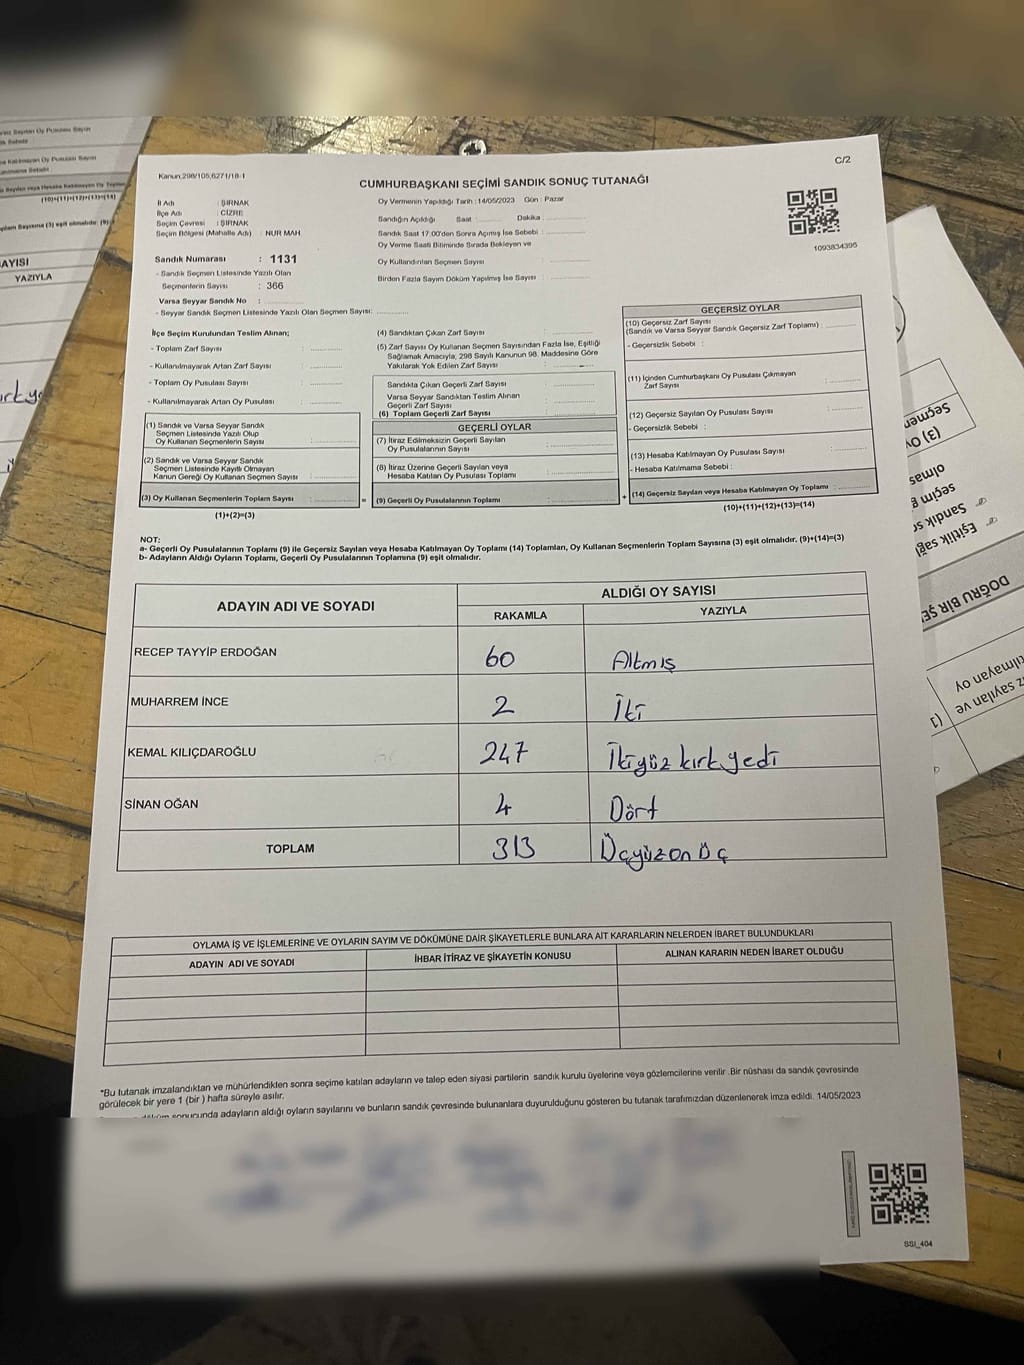 C/2
Kanun;298/105,6271/18-1
CUMHURBAŞKANI SEÇİMİ SANDIK SONUÇ TUTANAĞI
İl Adı : ŞIRNAK
İlçe Adı : CİZRE
Seçim Çevresi : ŞIRNAK
Seçim Bölgesi (Mahalle Adı) : NUR MAH
Sandık Numarası : 1131
- Sandık Seçmen Listesinde Yazılı Olan
Seçmenlerin Sayısı : 366
Varsa Seyyar Sandık No :
- Seyyar Sandık Seçmen Listesinde Yazılı Olan Seçmen Sayısı:
Oy Vermenin Yapıldığı Tarih : 14/05/2023 Gün : Pazar
Sandığın Açıldığı Saat : Dakika :
Sandık Saat 17:00'den Sonra Açımış İse Sebebi :
Oy Verme Saati Bitiminde Sırada Bekleyen ve
Oy Kullandırılan Seçmen Sayısı :
Birden Fazla Sayım Döküm Yapılmış İse Sayısı :
1093834395
İlçe Seçim Kurulundan Teslim Alınan;
- Toplam Zarf Sayısı :
- Kullanılmayarak Artan Zarf Sayısı :
- Toplam Oy Pusulası Sayısı :
- Kullanılmayarak Artan Oy Pusulası :
(1) Sandık ve Varsa Seyyar Sandık
Seçmen Listesinde Yazılı Olup
Oy Kullanan Seçmenlerin Sayısı :
(2) Sandık ve Varsa Seyyar Sandık
Seçmen Listesinde Kayıtlı Olmayan
Kanun Gereği Oy Kullanan Seçmen Sayısı :
(3) Oy Kullanan Seçmenlerin Toplam Sayısı :
(1)+(2)=(3)
(4) Sandıktan Çıkan Zarf Sayısı :
(5) Zarf Sayısı Oy Kullanan Seçmen Sayısından Fazla İse, Eşitliği
Sağlamak Amacıyla, 298 Sayılı Kanunun 98. Maddesine Göre
Yakılarak Yok Edilen Zarf Sayısı :
Sandıkta Çıkan Geçerli Zarf Sayısı :
Varsa Seyyar Sandıktan Teslim Alınan
Geçerli Zarf Sayısı :
(6) Toplam Geçerli Zarf Sayısı :
GEÇERLİ OYLAR
(7) İtiraz Edilmeksizin Geçerli Sayılan
Oy Pusulalarının Sayısı :
(8) İtiraz Üzerine Geçerli Sayılan veya
Hesaba Katılan Oy Pusulası Toplamı :
= (9) Geçerli Oy Pusulalarının Toplamı :
GEÇERSİZ OYLAR
(10) Geçersiz Zarf Sayısı
(Sandık ve Varsa Seyyar Sandık Geçersiz Zarf Toplamı) :
- Geçersizlik Sebebi :
(11) İçinden Cumhurbaşkanı Oy Pusulası Çıkmayan
Zarf Sayısı :
(12) Geçersiz Sayılan Oy Pusulası Sayısı :
- Geçersizlik Sebebi :
(13) Hesaba Katılmayan Oy Pusulası Sayısı :
- Hesaba Katılmama Sebebi :
+ (14) Geçersiz Sayılan veya Hesaba Katılmayan Oy Toplamı :
(10)+(11)+(12)+(13)=(14)
NOT:
a- Geçerli Oy Pusulalarının Toplamı (9) ile Geçersiz Sayılan veya Hesaba Katılmayan Oy Toplamı (14) Toplamları, Oy Kullanan Seçmenlerin Toplam Sayısına (3) eşit olmalıdır. (9)+(14)=(3)
b- Adayların Aldığı Oyların Toplamı, Geçerli Oy Pusulalarının Toplamına (9) eşit olmalıdır.
ADAYIN ADI VE SOYADI ALDIĞI OY SAYISI
RAKAMLA YAZIYLA
RECEP TAYYİP ERDOĞAN 60 Altmış
MUHARREM İNCE 2 İki
KEMAL KILIÇDAROĞLU 247 İkiyüz kırk yedi
SİNAN OĞAN 4 Dört
TOPLAM 313 Üçyüz on üç
OYLAMA İŞ VE İŞLEMLERİNE VE OYLARIN SAYIM VE DÖKÜMÜNE DAİR ŞİKAYETLERLE BUNLARA AİT KARARLARIN NELERDEN İBARET BULUNDUKLARI
ADAYIN ADI VE SOYADI İHBAR İTİRAZ VE ŞİKAYETİN KONUSU ALINAN KARARIN NEDEN İBARET OLDUĞU
*Bu tutanak imzalandıktan ve mühürlendikten sonra seçime katılan adayların ve talep eden siyasi partilerin sandık kurulu üyelerine veya gözlemcilerine verilir .Bir nüshası da sandık çevresinde
görülecek bir yere 1 (bir ) hafta süreyle asılır.
sonucunda adayların aldığı oyların sayılarını ve bunların sandık çevresinde bulunanlara duyurulduğunu gösteren bu tutanak tarafımızdan düzenlenerek imza edildi. 14/05/2023
SSI_404
(10)+(11)+(12)+(13)=(14)
YAZIYLA
DOĞRU BİR ŞE